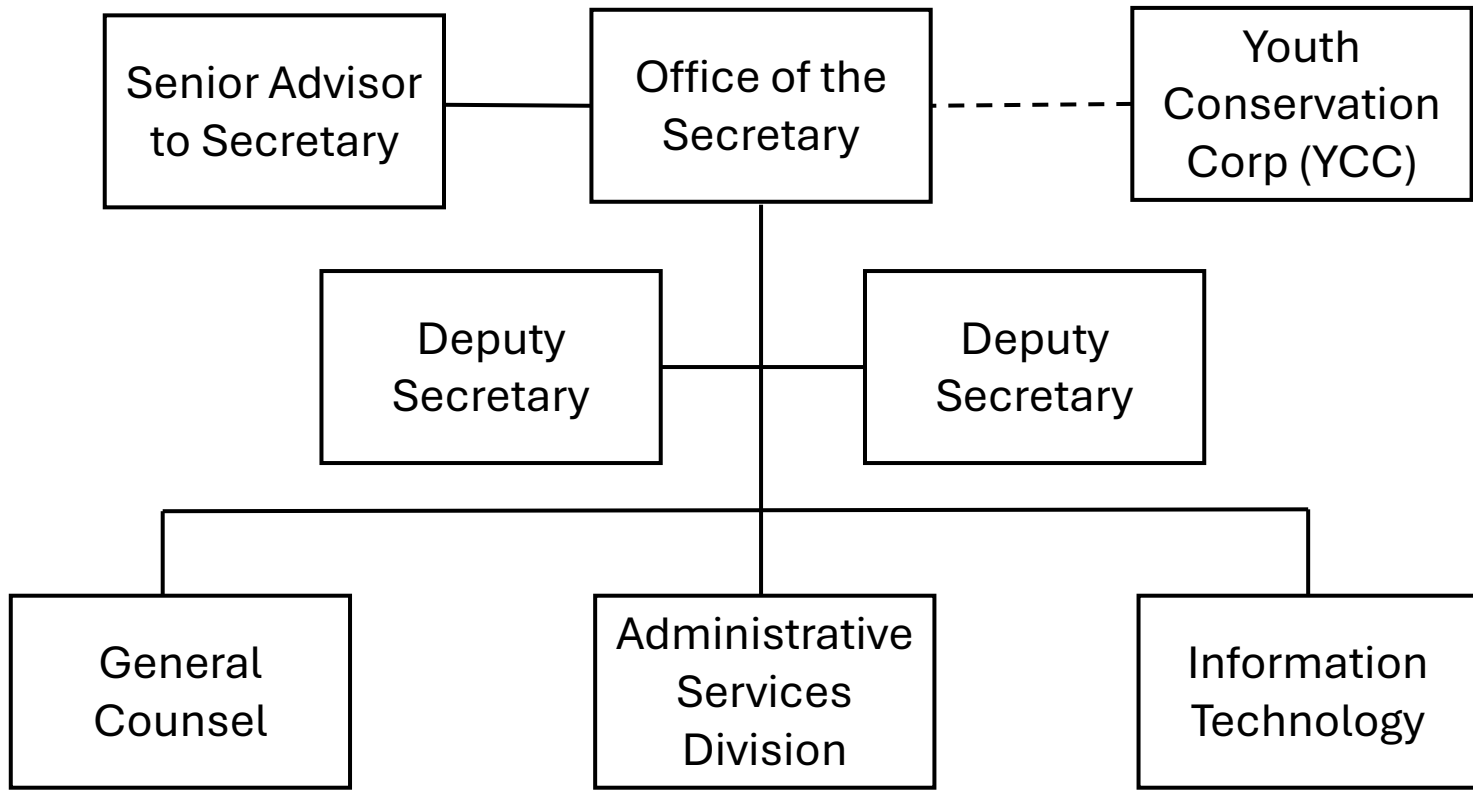 Senior Advisor
to Secretary
Office of the
Secretary
Youth
Conservation
Corp (YCC)
Deputy
Secretary
Deputy
Secretary
General
Counsel
Administrative
Services
Division
Information
Technology